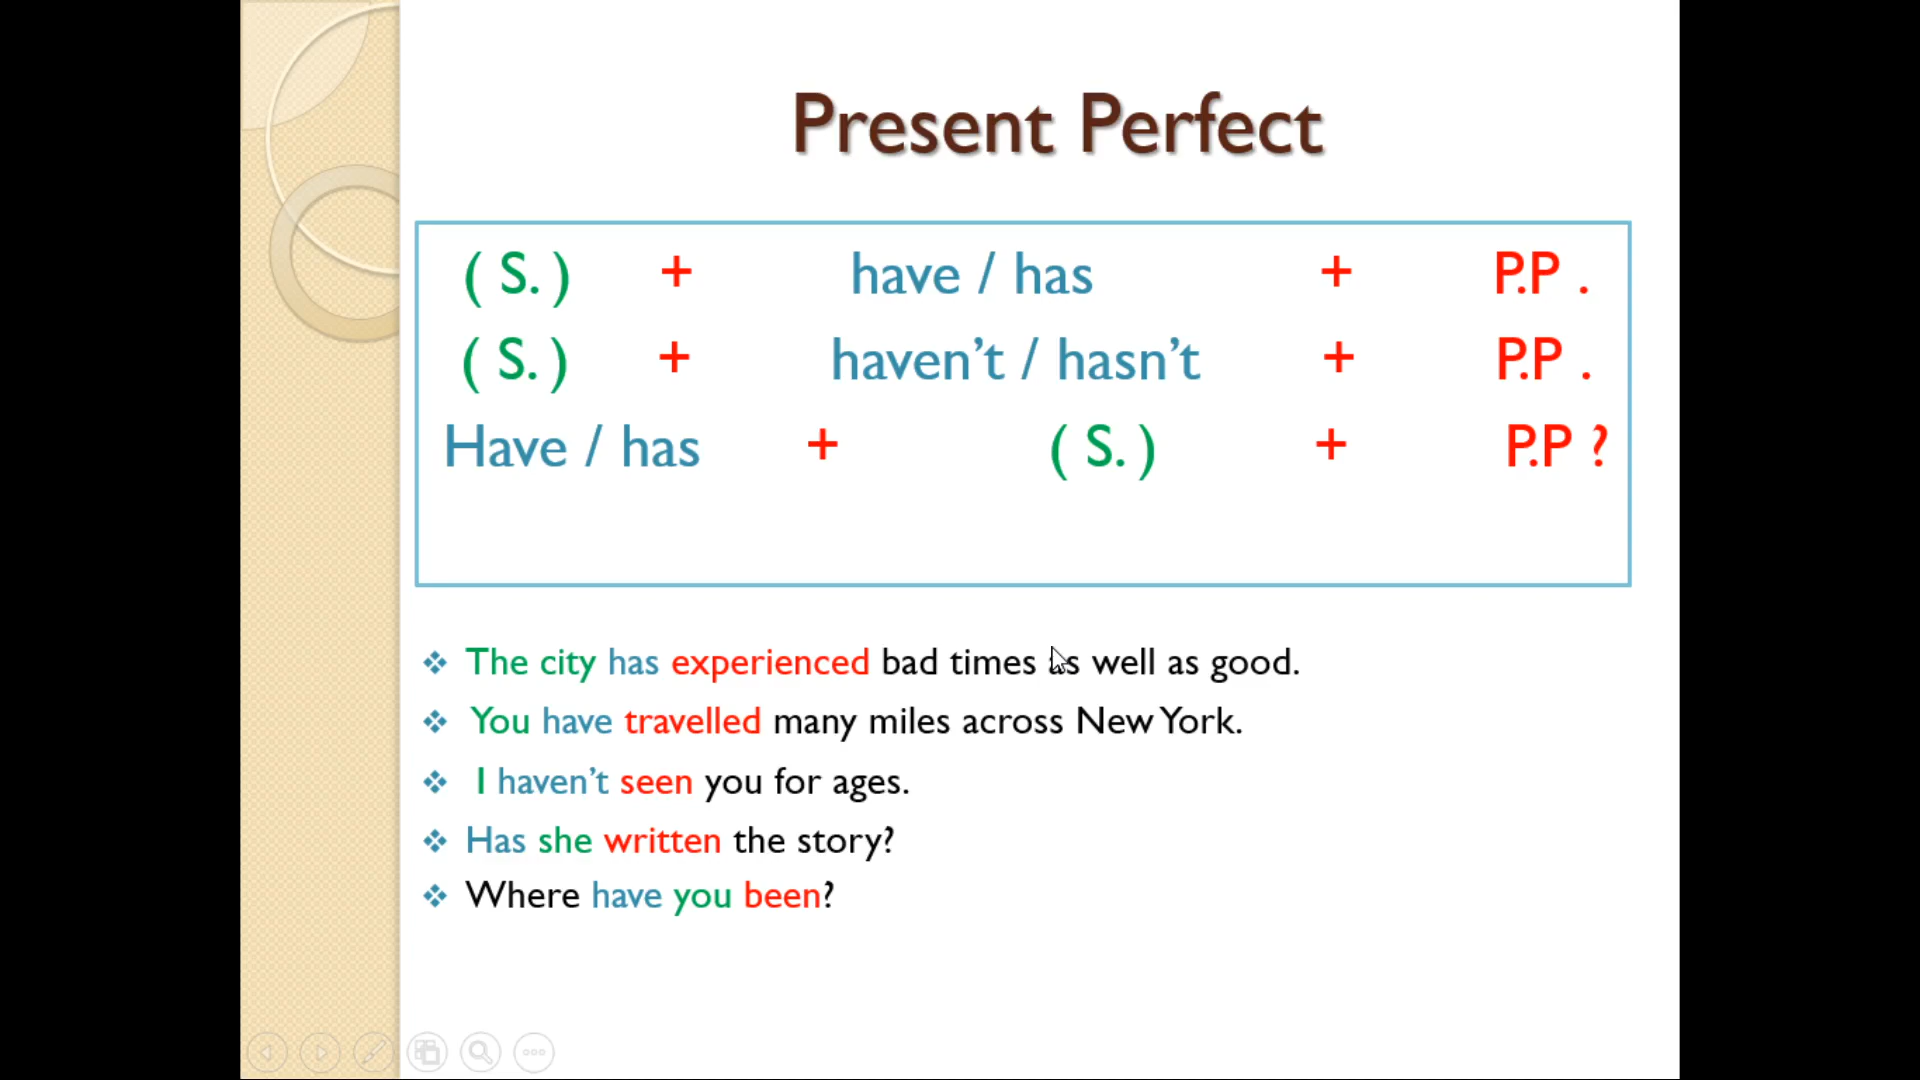 Present Perfect
( S. ) + have / has + P.P .
( S. ) + haven’t / hasn’t + P.P .
Have / has + ( S. ) + P.P ?
The city has experienced bad times as well as good.
You have travelled many miles across New York.
I haven’t seen you for ages.
Has she written the story?
Where have you been?